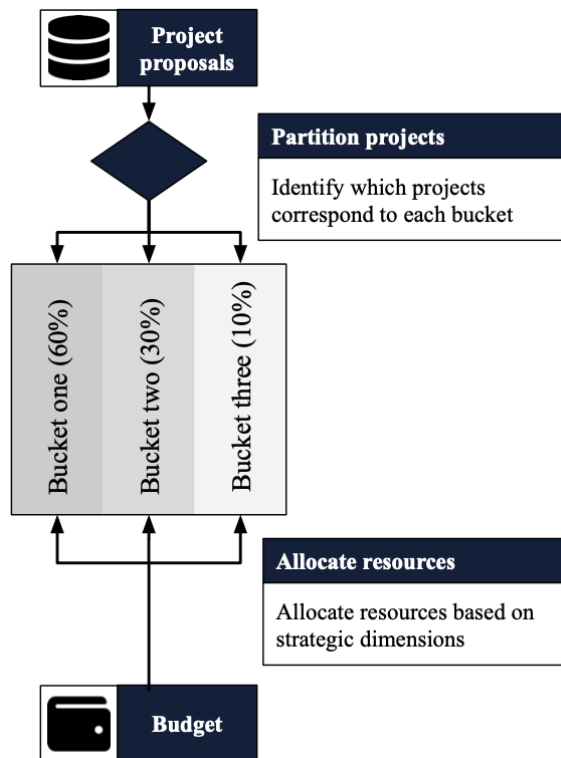 Project
proposals
Partition projects
Identify which projects
correspond to each bucket
Bucket one (60%)
Bucket two (30%)
Bucket three (10%)
Allocate resources
Allocate resources based on
strategic dimensions
Budget